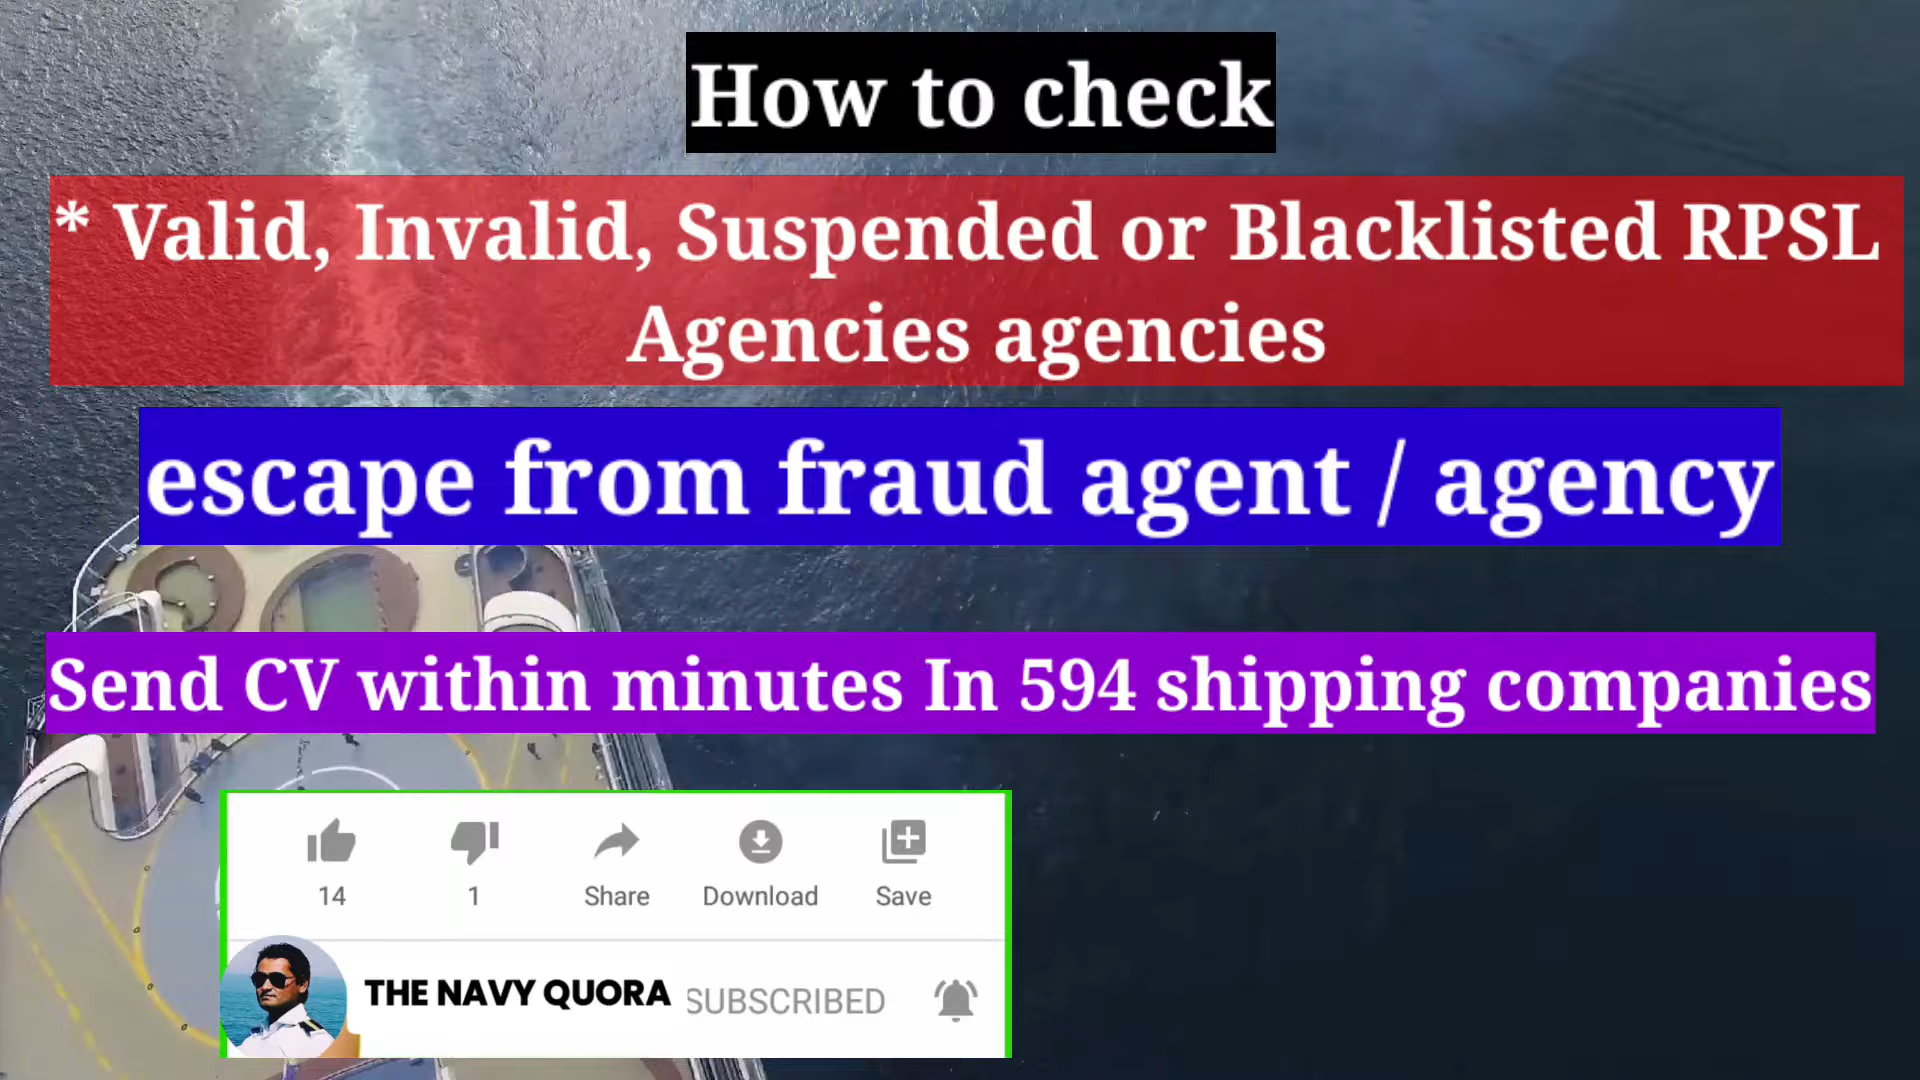 How to check
* Valid, Invalid, Suspended or Blacklisted RPSL
Agencies agencies
escape from fraud agent / agency
Send CV within minutes In 594 shipping companies
14 1 Share Download Save
THE NAVY QUORA SUBSCRIBED